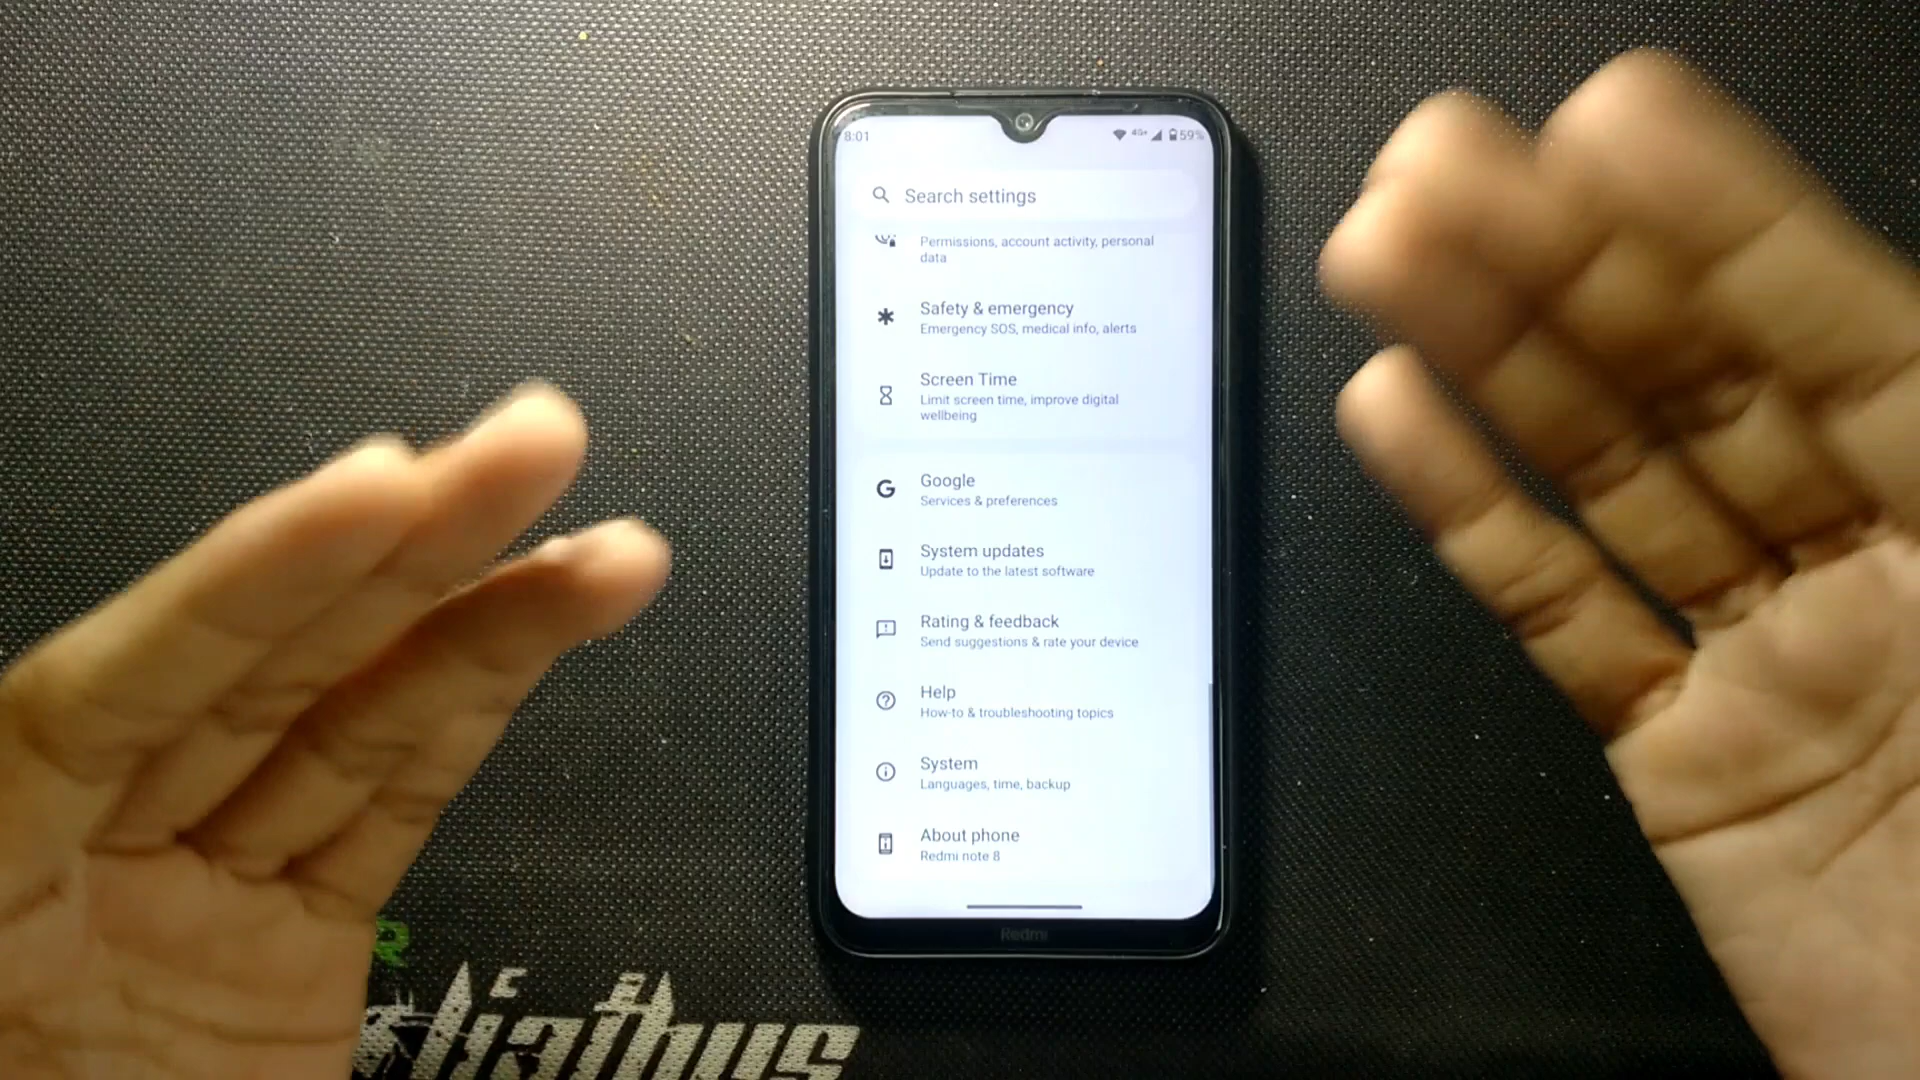 8:01
4G+
59%
Search settings
Permissions, account activity, personal
data
Safety & emergency
Emergency SOS, medical info, alerts
Screen Time
Limit screen time, improve digital
wellbeing
Google
Services & preferences
System updates
Update to the latest software
Rating & feedback
Send suggestions & rate your device
Help
How-to & troubleshooting topics
System
Languages, time, backup
About phone
Redmi note 8
Redmi